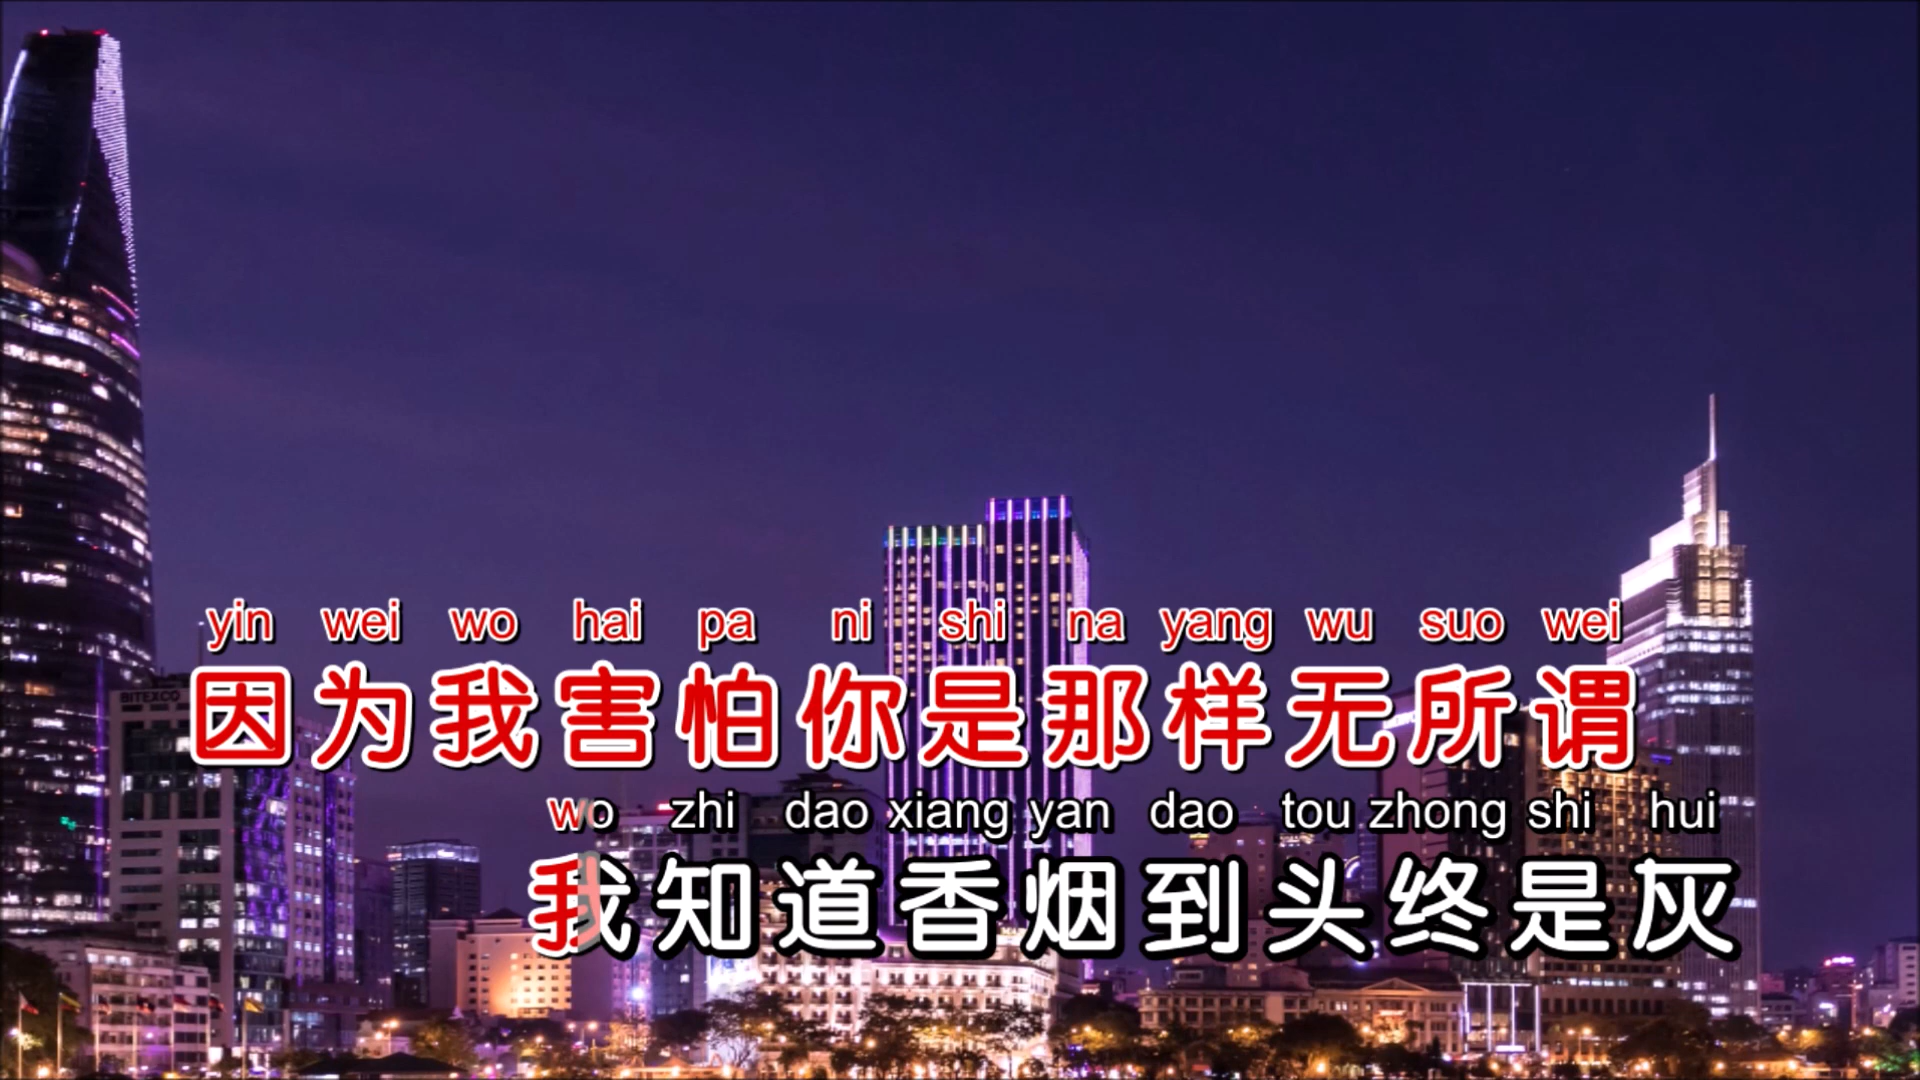 BITEXCO
yin wei wo hai pa ni shi na yang wu suo wei
因为我害怕你是那样无所谓
wo zhi dao xiang yan dao tou zhong shi hui
我知道香烟到头终是灰